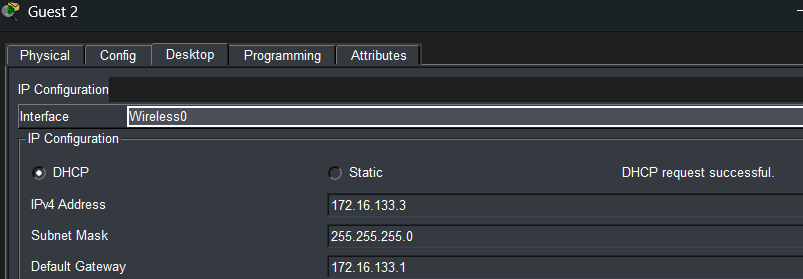 Guest 2
Physical Config Desktop Programming Attributes
IP Configuration
Interface Wireless0
IP Configuration
DHCP Static DHCP request successful.
IPv4 Address 172.16.133.3
Subnet Mask 255.255.255.0
Default Gateway 172.16.133.1